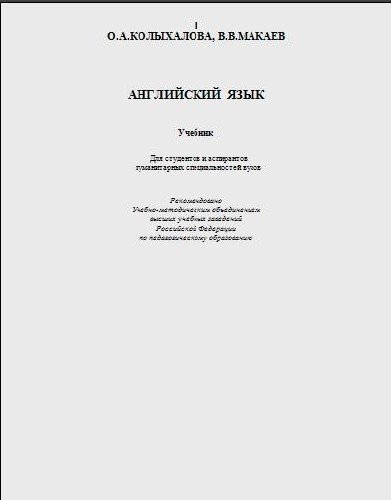 О.А.КОЛЫХАЛОВА, В.В.МАКАЕВ
АНГЛИЙСКИЙ ЯЗЫК
Учебник
Для студентов и аспирантов
гуманитарных специальностей вузов
Рекомендовано
Учебно-методическим объединением
высших учебных заведений
Российской Федерации
по педагогическому образованию